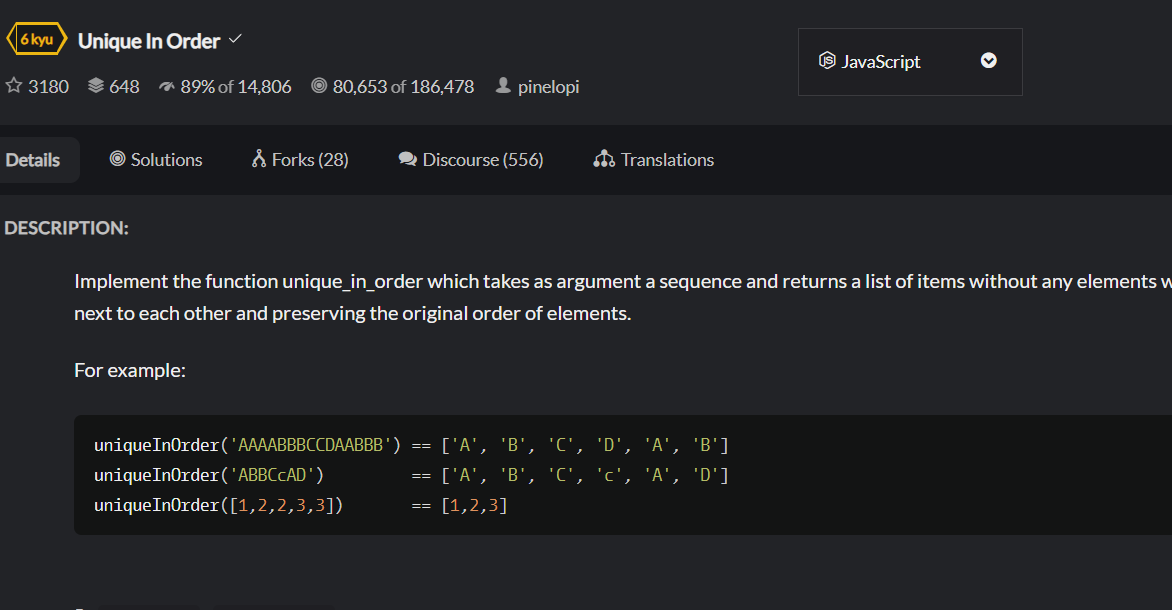 6 kyu Unique In Order
JavaScript
3180 648 89% of 14,806 80,653 of 186,478 pinelopi
Details Solutions Forks (28) Discourse (556) Translations
DESCRIPTION:
Implement the function unique_in_order which takes as argument a sequence and returns a list of items without any elements
next to each other and preserving the original order of elements.
For example:
uniqueInOrder('AAAABBBCCDAABBB') == ['A', 'B', 'C', 'D', 'A', 'B']
uniqueInOrder('ABBCcAD') == ['A', 'B', 'C', 'c', 'A', 'D']
uniqueInOrder([1,2,2,3,3]) == [1,2,3]